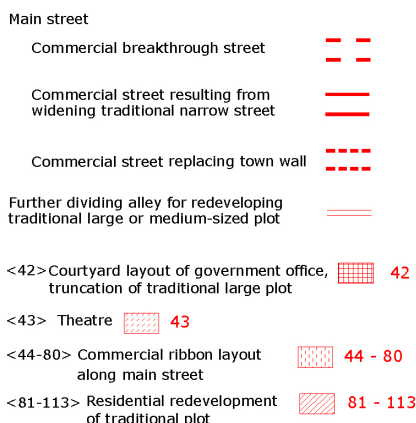 Main street
Commercial breakthrough street
Commercial street resulting from
widening traditional narrow street
Commercial street replacing town wall
Further dividing alley for redeveloping
traditional large or medium-sized plot
<42>Courtyard layout of government office, 42
truncation of traditional large plot
<43> Theatre 43
<44-80> Commercial ribbon layout 44 - 80
along main street
<81-113> Residential redevelopment 81 - 113
of traditional plot